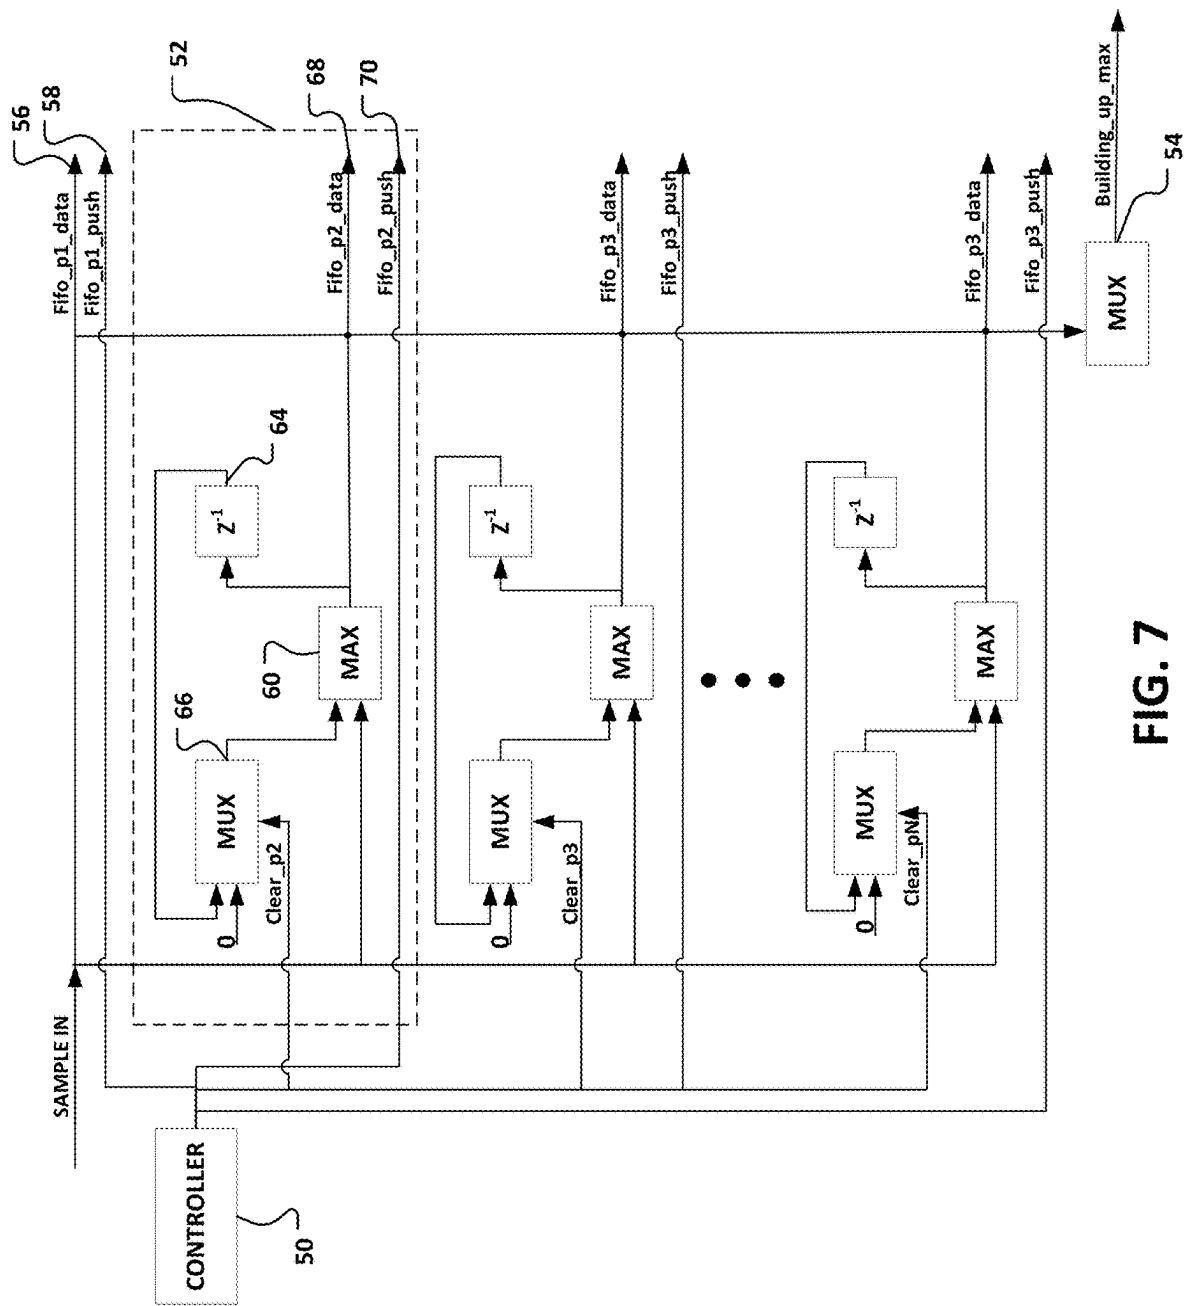 SAMPLE IN
Fifo_p1_data
56
Fifo_p1_push
58
52
CONTROLLER
50
0
MUX
66
Clear_p2
Z-1
64
MAX
60
Fifo_p2_data
68
Fifo_p2_push
70
0
MUX
Clear_p3
Z-1
MAX
Fifo_p3_data
Fifo_p3_push
0
MUX
Clear_pN
Z-1
MAX
Fifo_p3_data
Fifo_p3_push
MUX
54
Building_up_max
FIG. 7